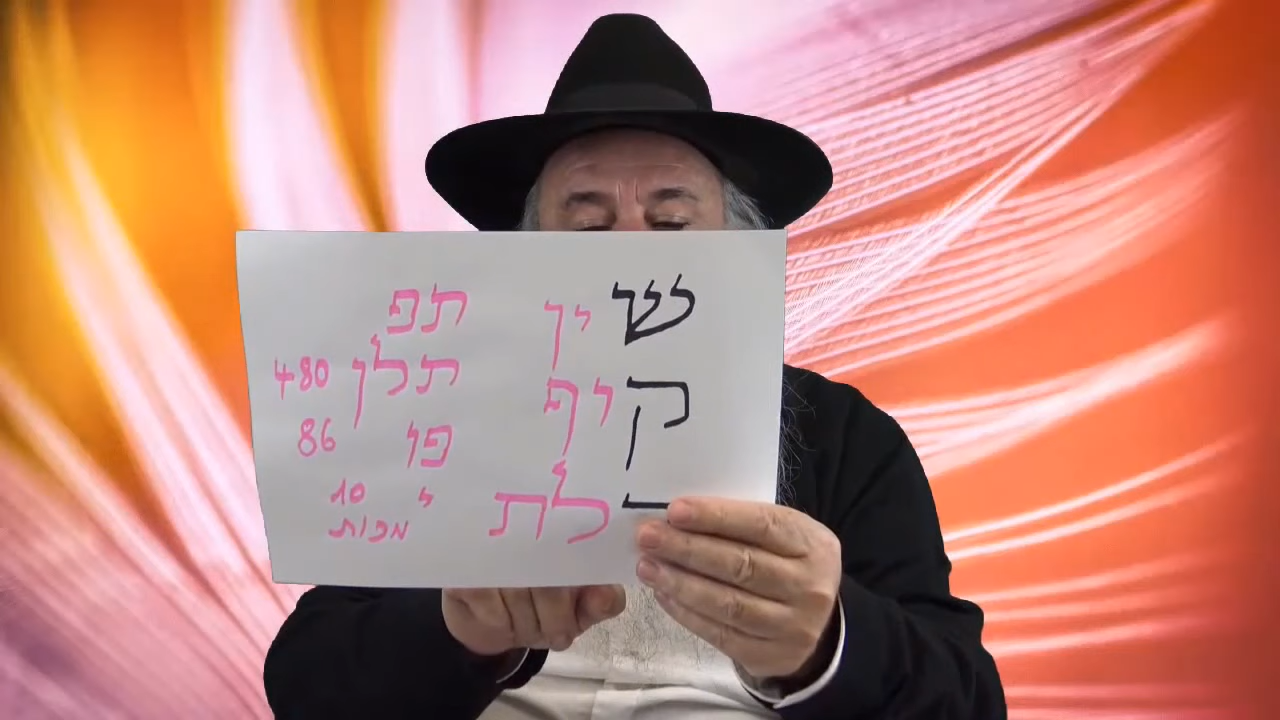 שין תפ
תלן 480
קוף
פו 86
לת י 10
מכות